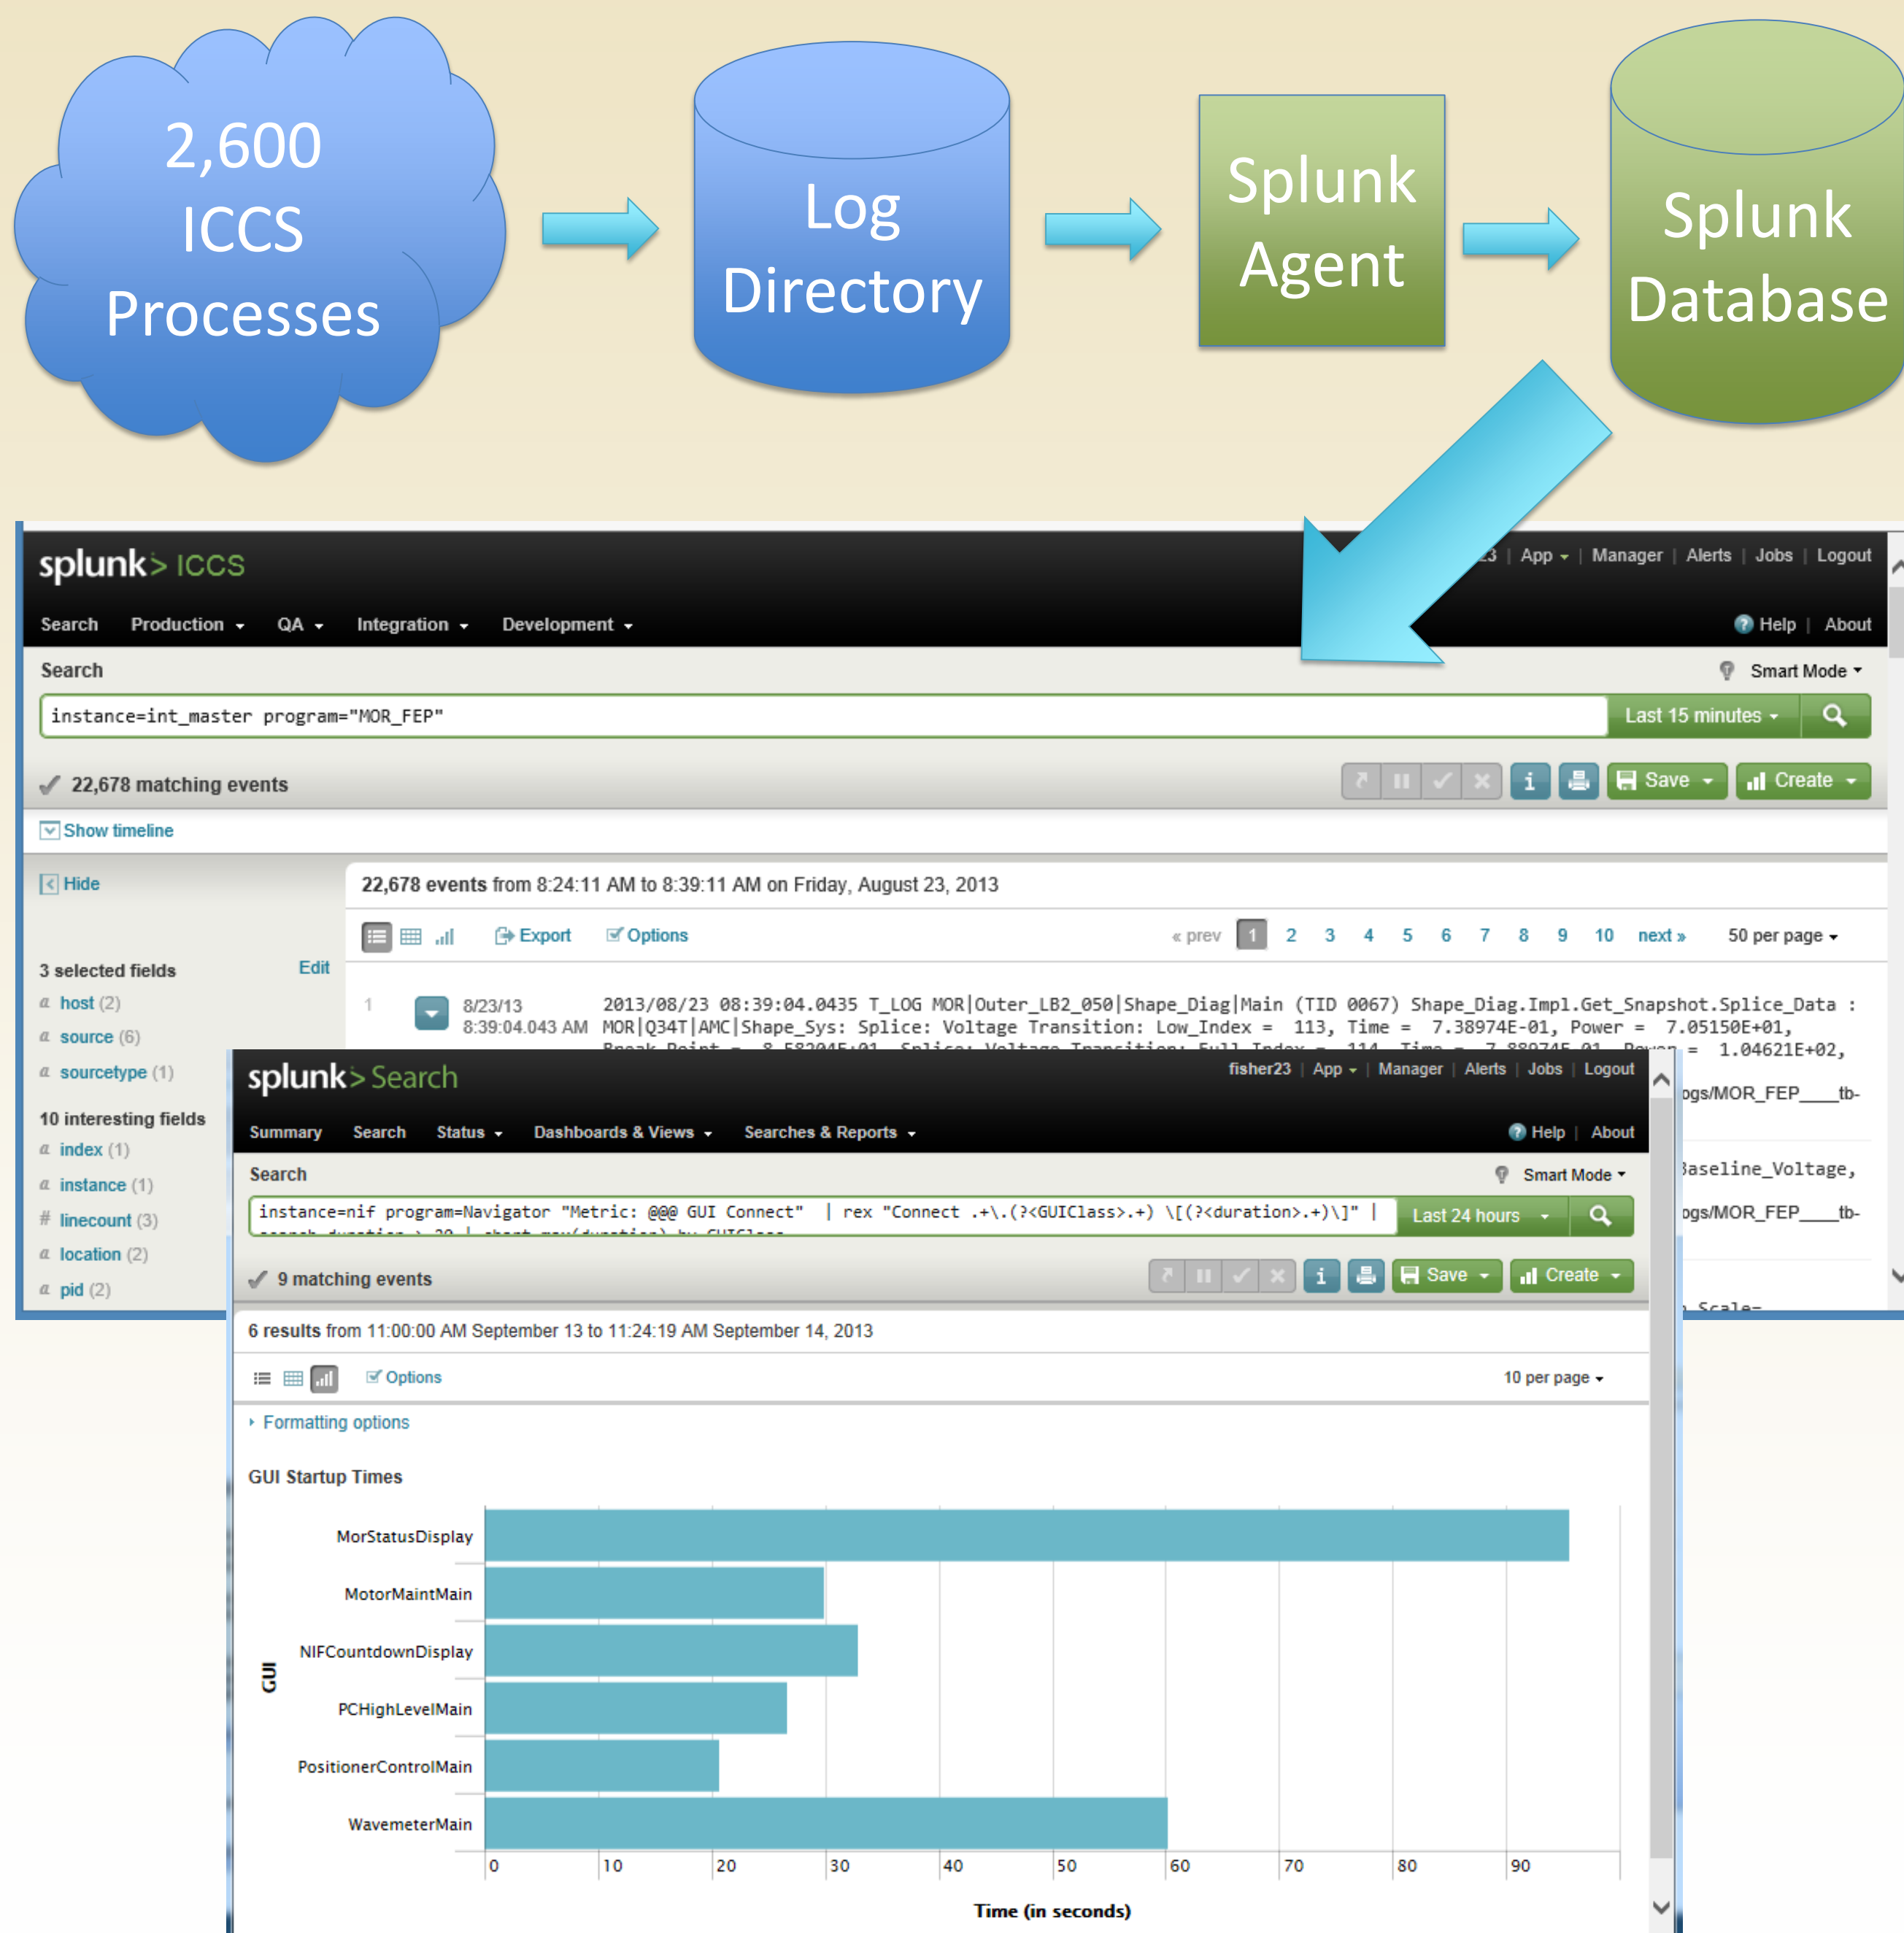 2,600
ICCS
Processes
Log
Directory
Splunk
Agent
Splunk
Database
splunk> ICCS
23 | App | Manager | Alerts | Jobs | Logout
Search Production QA Integration Development
Help | About
Search
Smart Mode
instance=int_master program="MOR_FEP"
Last 15 minutes
22,678 matching events
i Save Create
Show timeline
Hide
22,678 events from 8:24:11 AM to 8:39:11 AM on Friday, August 23, 2013
Export Options
« prev 1 2 3 4 5 6 7 8 9 10 next » 50 per page
3 selected fields Edit
a host (2)
a source (6)
a sourcetype (1)
10 interesting fields
a index (1)
a instance (1)
# linecount (3)
a location (2)
a pid (2)
1
8/23/13
8:39:04.043 AM
2013/08/23 08:39:04.0435 T_LOG MOR|Outer_LB2_050|Shape_Diag|Main (TID 0067) Shape_Diag.Impl.Get_Snapshot.Splice_Data :
MOR|Q34T|AMC|Shape_Sys: Splice: Voltage Transition: Low_Index = 113, Time = 7.38974E-01, Power = 7.05150E+01,
= 1.04621E+02,
ogs/MOR_FEP____tb-
Baseline_Voltage,
ogs/MOR_FEP____tb-
splunk> Search
fisher23 | App | Manager | Alerts | Jobs | Logout
Summary Search Status Dashboards & Views Searches & Reports
Help | About
Search
Smart Mode
instance=nif program=Navigator "Metric: @@@ GUI Connect" | rex "Connect .+\.(?<GUIClass>.+) \[(?<duration>.+)\]" |
Last 24 hours
9 matching events
i Save Create
6 results from 11:00:00 AM September 13 to 11:24:19 AM September 14, 2013
Options
10 per page
Formatting options
GUI Startup Times
MorStatusDisplay
MotorMaintMain
NIFCountdownDisplay
PCHighLevelMain
PositionerControlMain
WavemeterMain
GUI
0 10 20 30 40 50 60 70 80 90
Time (in seconds)